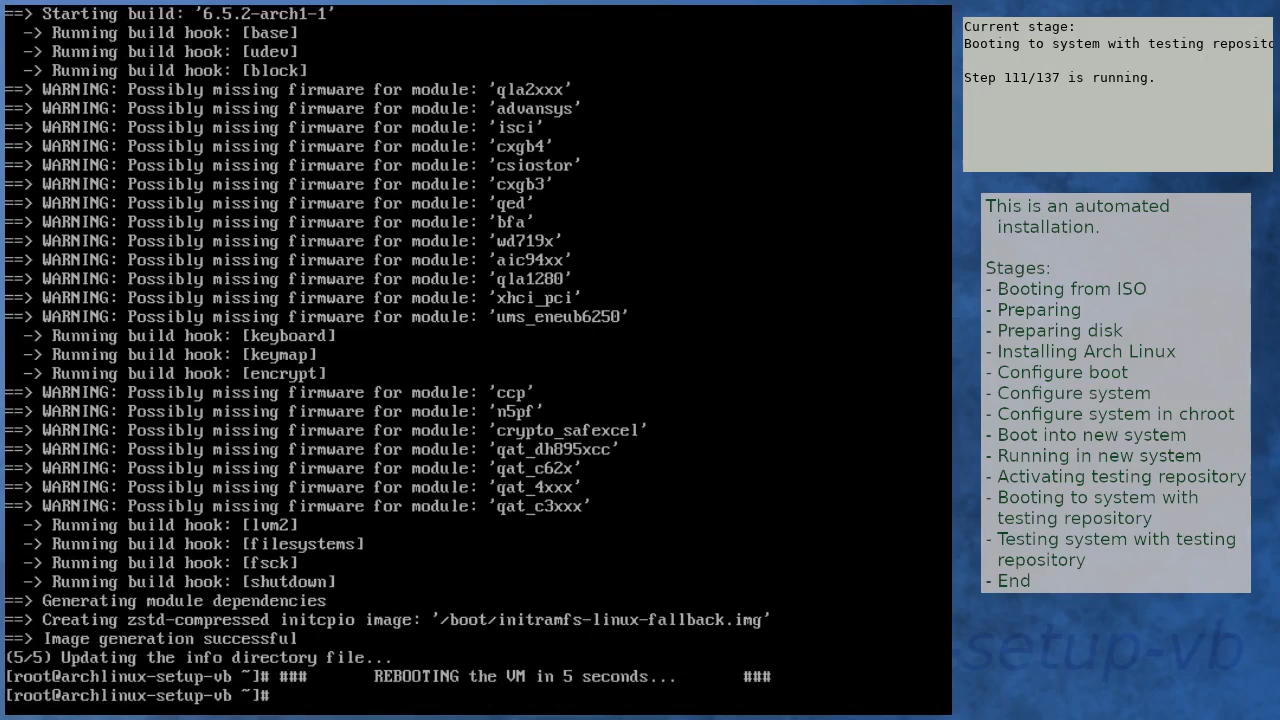 ==> Starting build: '6.5.2-arch1-1'
  -> Running build hook: [base]
  -> Running build hook: [udev]
  -> Running build hook: [block]
==> WARNING: Possibly missing firmware for module: 'qla2xxx'
==> WARNING: Possibly missing firmware for module: 'advansys'
==> WARNING: Possibly missing firmware for module: 'isci'
==> WARNING: Possibly missing firmware for module: 'cxgb4'
==> WARNING: Possibly missing firmware for module: 'csiostor'
==> WARNING: Possibly missing firmware for module: 'cxgb3'
==> WARNING: Possibly missing firmware for module: 'qed'
==> WARNING: Possibly missing firmware for module: 'bfa'
==> WARNING: Possibly missing firmware for module: 'wd719x'
==> WARNING: Possibly missing firmware for module: 'aic94xx'
==> WARNING: Possibly missing firmware for module: 'qla1280'
==> WARNING: Possibly missing firmware for module: 'xhci_pci'
==> WARNING: Possibly missing firmware for module: 'ums_eneub6250'
  -> Running build hook: [keyboard]
  -> Running build hook: [keymap]
  -> Running build hook: [encrypt]
==> WARNING: Possibly missing firmware for module: 'ccp'
==> WARNING: Possibly missing firmware for module: 'n5pf'
==> WARNING: Possibly missing firmware for module: 'crypto_safexcel'
==> WARNING: Possibly missing firmware for module: 'qat_dh895xcc'
==> WARNING: Possibly missing firmware for module: 'qat_c62x'
==> WARNING: Possibly missing firmware for module: 'qat_4xxx'
==> WARNING: Possibly missing firmware for module: 'qat_c3xxx'
  -> Running build hook: [lvm2]
  -> Running build hook: [filesystems]
  -> Running build hook: [fsck]
  -> Running build hook: [shutdown]
==> Generating module dependencies
==> Creating zstd-compressed initcpio image: '/boot/initramfs-linux-fallback.img'
==> Image generation successful
(5/5) Updating the info directory file...
[root@archlinux-setup-vb ~]# ###       REBOOTING the VM in 5 seconds...       ###
[root@archlinux-setup-vb ~]#
Current stage:
Booting to system with testing reposito
Step 111/137 is running.
This is an automated
installation.
Stages:
- Booting from ISO
- Preparing
- Preparing disk
- Installing Arch Linux
- Configure boot
- Configure system
- Configure system in chroot
- Boot into new system
- Running in new system
- Activating testing repository
- Booting to system with
testing repository
- Testing system with testing
repository
- End
setup-vb